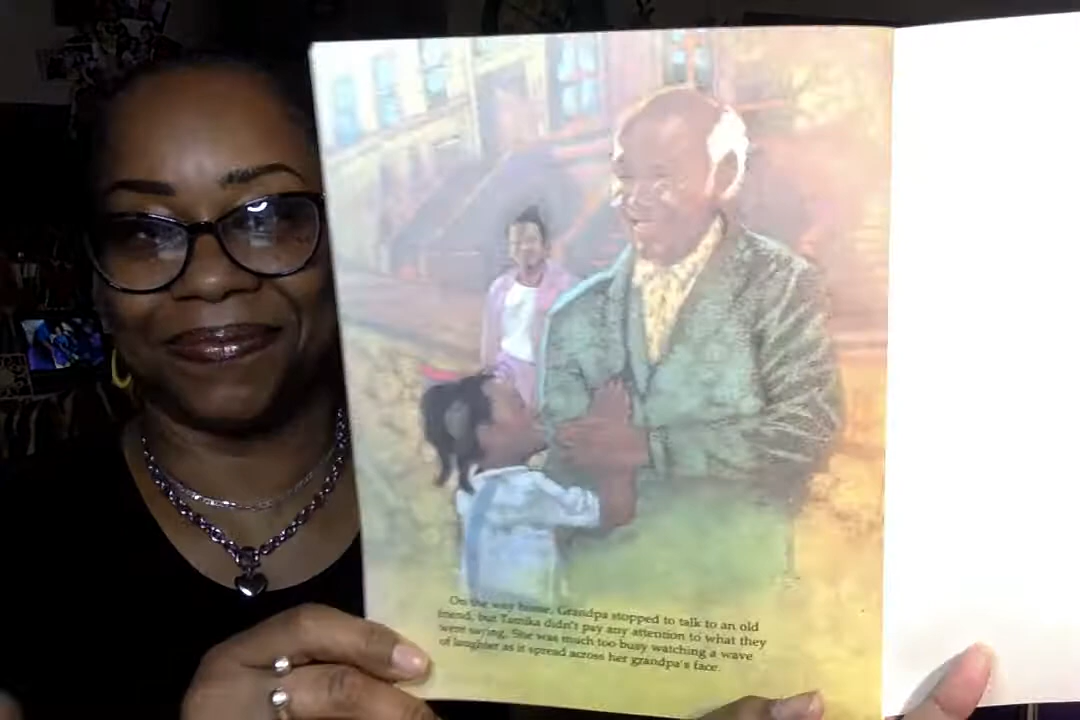 On the way home, Grandpa stopped to talk to an old
friend, but Tamika didn't pay any attention to what they
were saying. She was much too busy watching a wave
of laughter as it spread across her grandpa's face.